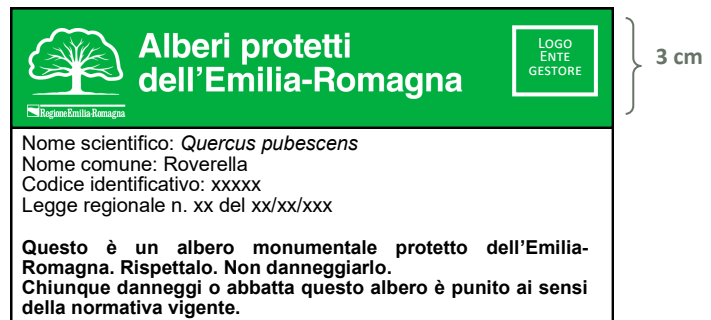 Alberi protetti
dell'Emilia-Romagna
LOGO
ENTE
GESTORE
3 cm
RegioneEmilia-Romagna
Nome scientifico: Quercus pubescens
Nome comune: Roverella
Codice identificativo: xxxxx
Legge regionale n. xx del xx/xx/xxx
Questo è un albero monumentale protetto dell'Emilia-
Romagna. Rispettalo. Non danneggiarlo.
Chiunque danneggi o abbatta questo albero è punito ai sensi
della normativa vigente.